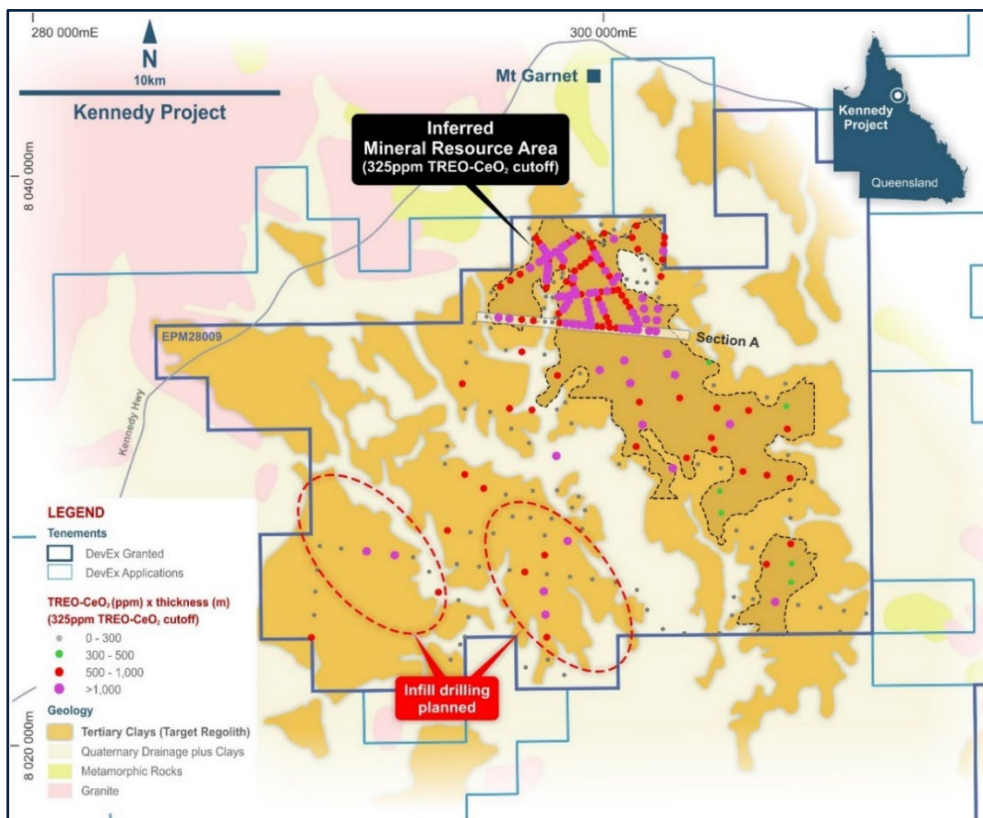 280 000mE
300 000mE
N
10km
Kennedy Project
Mt Garnet
Kennedy
Project
Queensland
Inferred
Mineral Resource Area
(325ppm TREO-CeO₂ cutoff)
8 040 000mN
EPM28009
Section A
Kennedy Hwy
LEGEND
Tenements
DevEx Granted
DevEx Applications
TREO-CeO₂ (ppm) x thickness (m)
(325ppm TREO-CeO₂ cutoff)
0 - 300
300 - 500
500 - 1,000
>1,000
Geology
Tertiary Clays (Target Regolith)
Quaternary Drainage plus Clays
Metamorphic Rocks
Granite
Infill drilling
planned
8 020 000mN